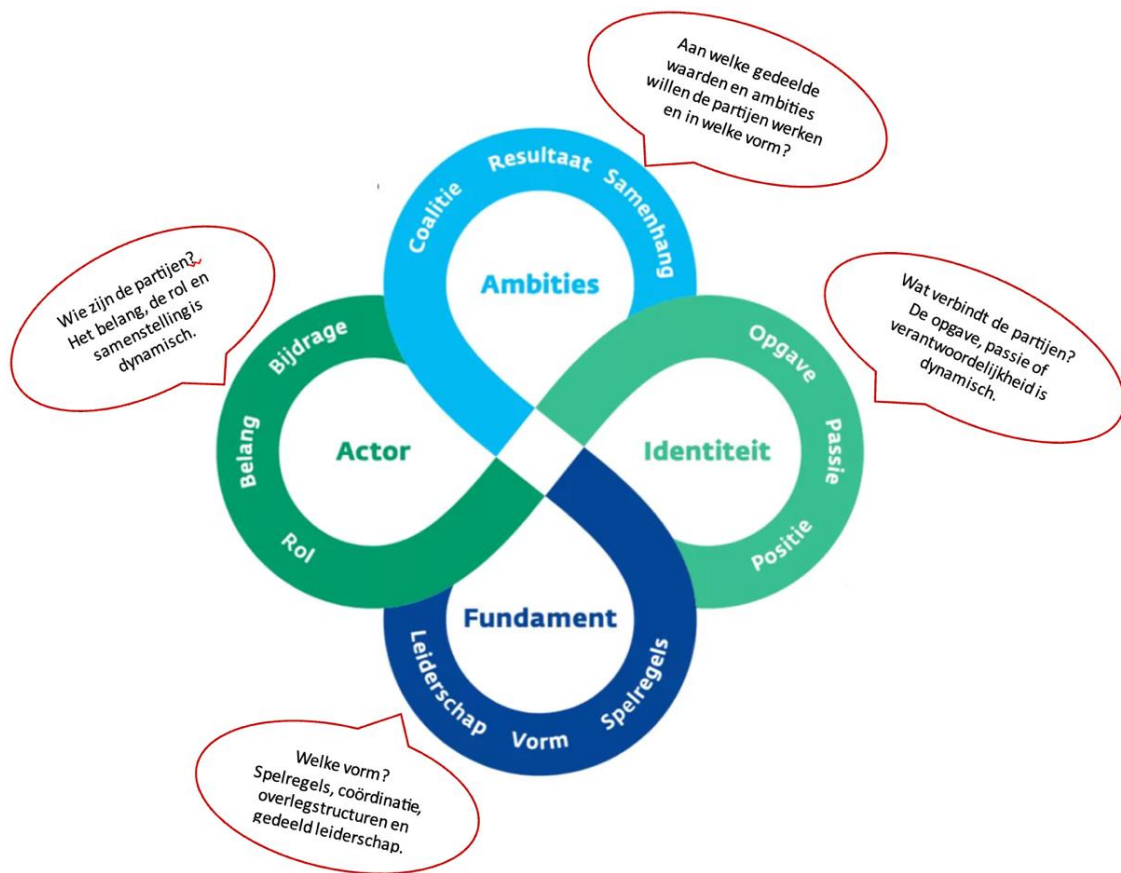 Aan welke gedeelde
waarden en ambities
willen de partijen werken
en in welke vorm?
Coalitie
Resultaat
Samenhang
Ambities
Wie zijn de partijen?
Het belang, de rol en
samenstelling is
dynamisch.
Wat verbindt de partijen?
De opgave, passie of
verantwoordelijkheid is
dynamisch.
Bijdrage
Belang
Rol
Actor
Identiteit
Opgave
Passie
Positie
Fundament
Leiderschap
Vorm
Spelregels
Welke vorm?
Spelregels, coördinatie,
overlegstructuren en
gedeeld leiderschap.